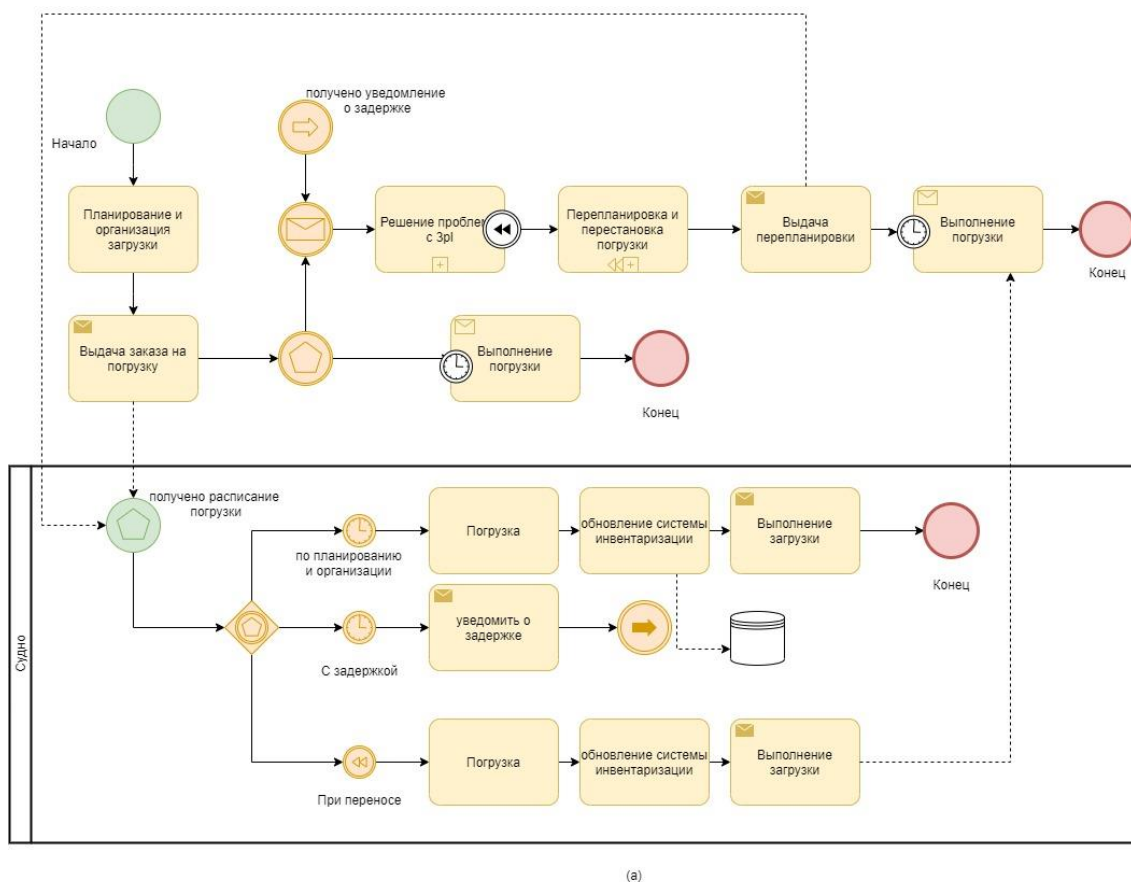 получено уведомление
о задержке
Начало
Планирование и
организация
загрузки
Решение проблем
с 3pl
Перепланировка и
перестановка
погрузки
Выдача
перепланировки
Выполнение
погрузки
Конец
Выдача заказа на
погрузку
Выполнение
погрузки
Конец
Судно
получено расписание
погрузки
по планированию
и организации
Погрузка
обновление системы
инвентаризации
Выполнение
загрузки
Конец
С задержкой
уведомить о
задержке
При переносе
Погрузка
обновление системы
инвентаризации
Выполнение
загрузки
(a)